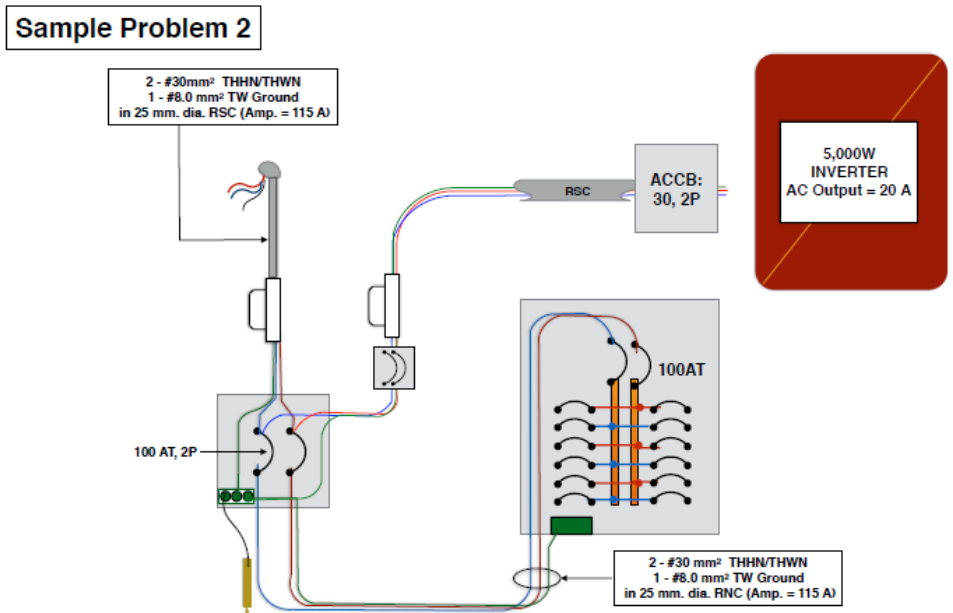 Sample Problem 2
2 - #30mm² THHN/THWN
1 - #8.0 mm² TW Ground
in 25 mm. dia. RSC (Amp. = 115 A)
5,000W
INVERTER
AC Output = 20 A
ACCB:
30, 2P
RSC
100AT
100 AT, 2P
2 - #30 mm² THHN/THWN
1 - #8.0 mm² TW Ground
in 25 mm. dia. RNC (Amp. = 115 A)